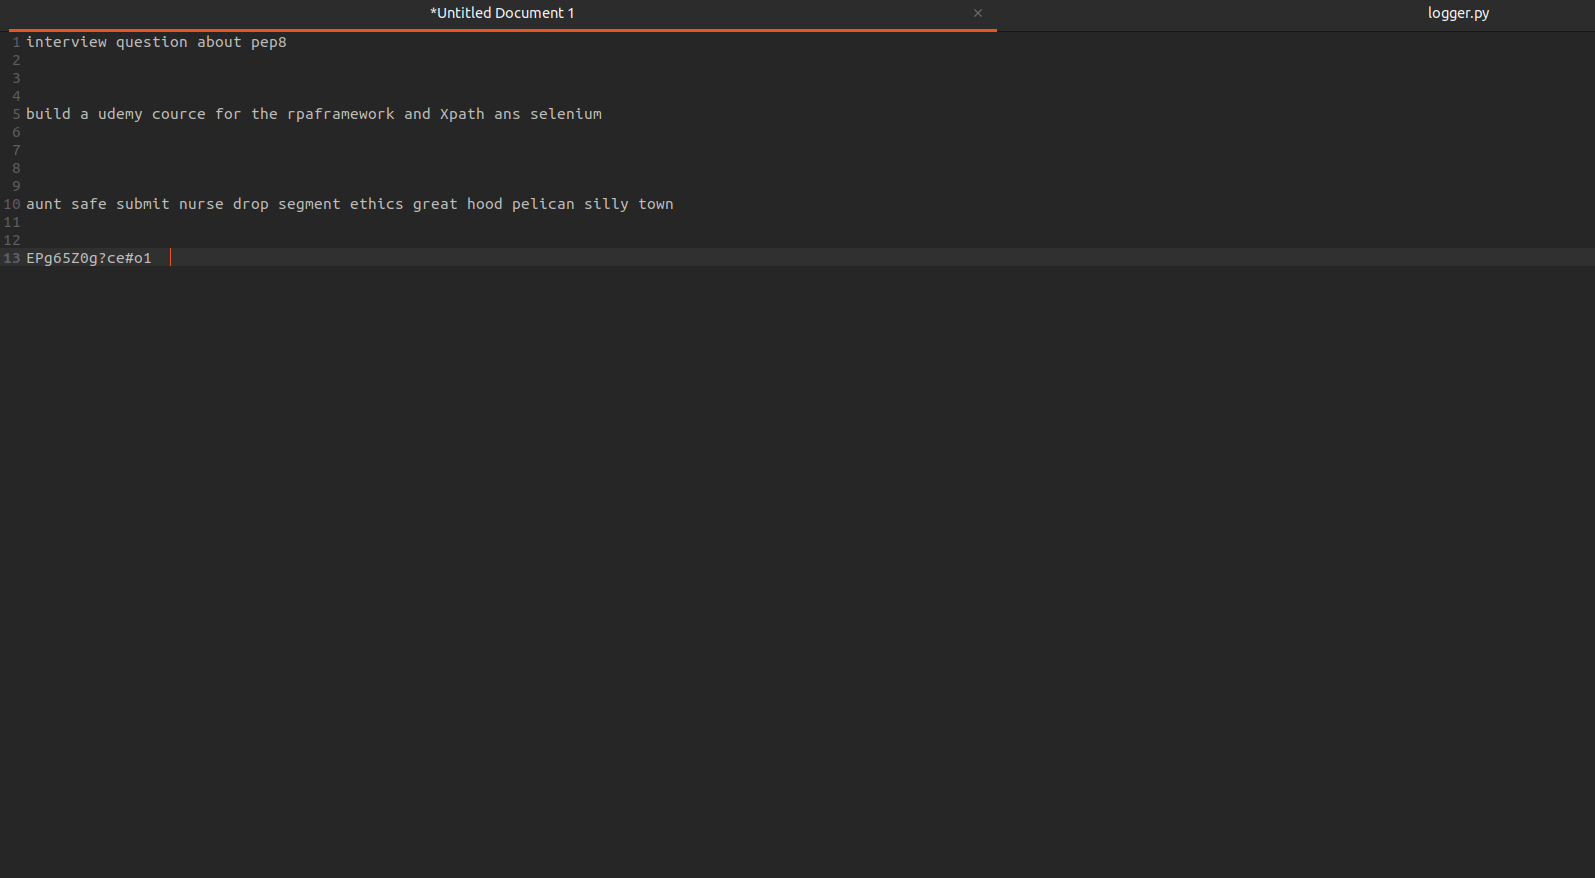 *Untitled Document 1 × logger.py
1 interview question about pep8
2
3
4
5 build a udemy cource for the rpaframework and Xpath ans selenium
6
7
8
9
10 aunt safe submit nurse drop segment ethics great hood pelican silly town
11
12
13 EPg65Z0g?ce#o1